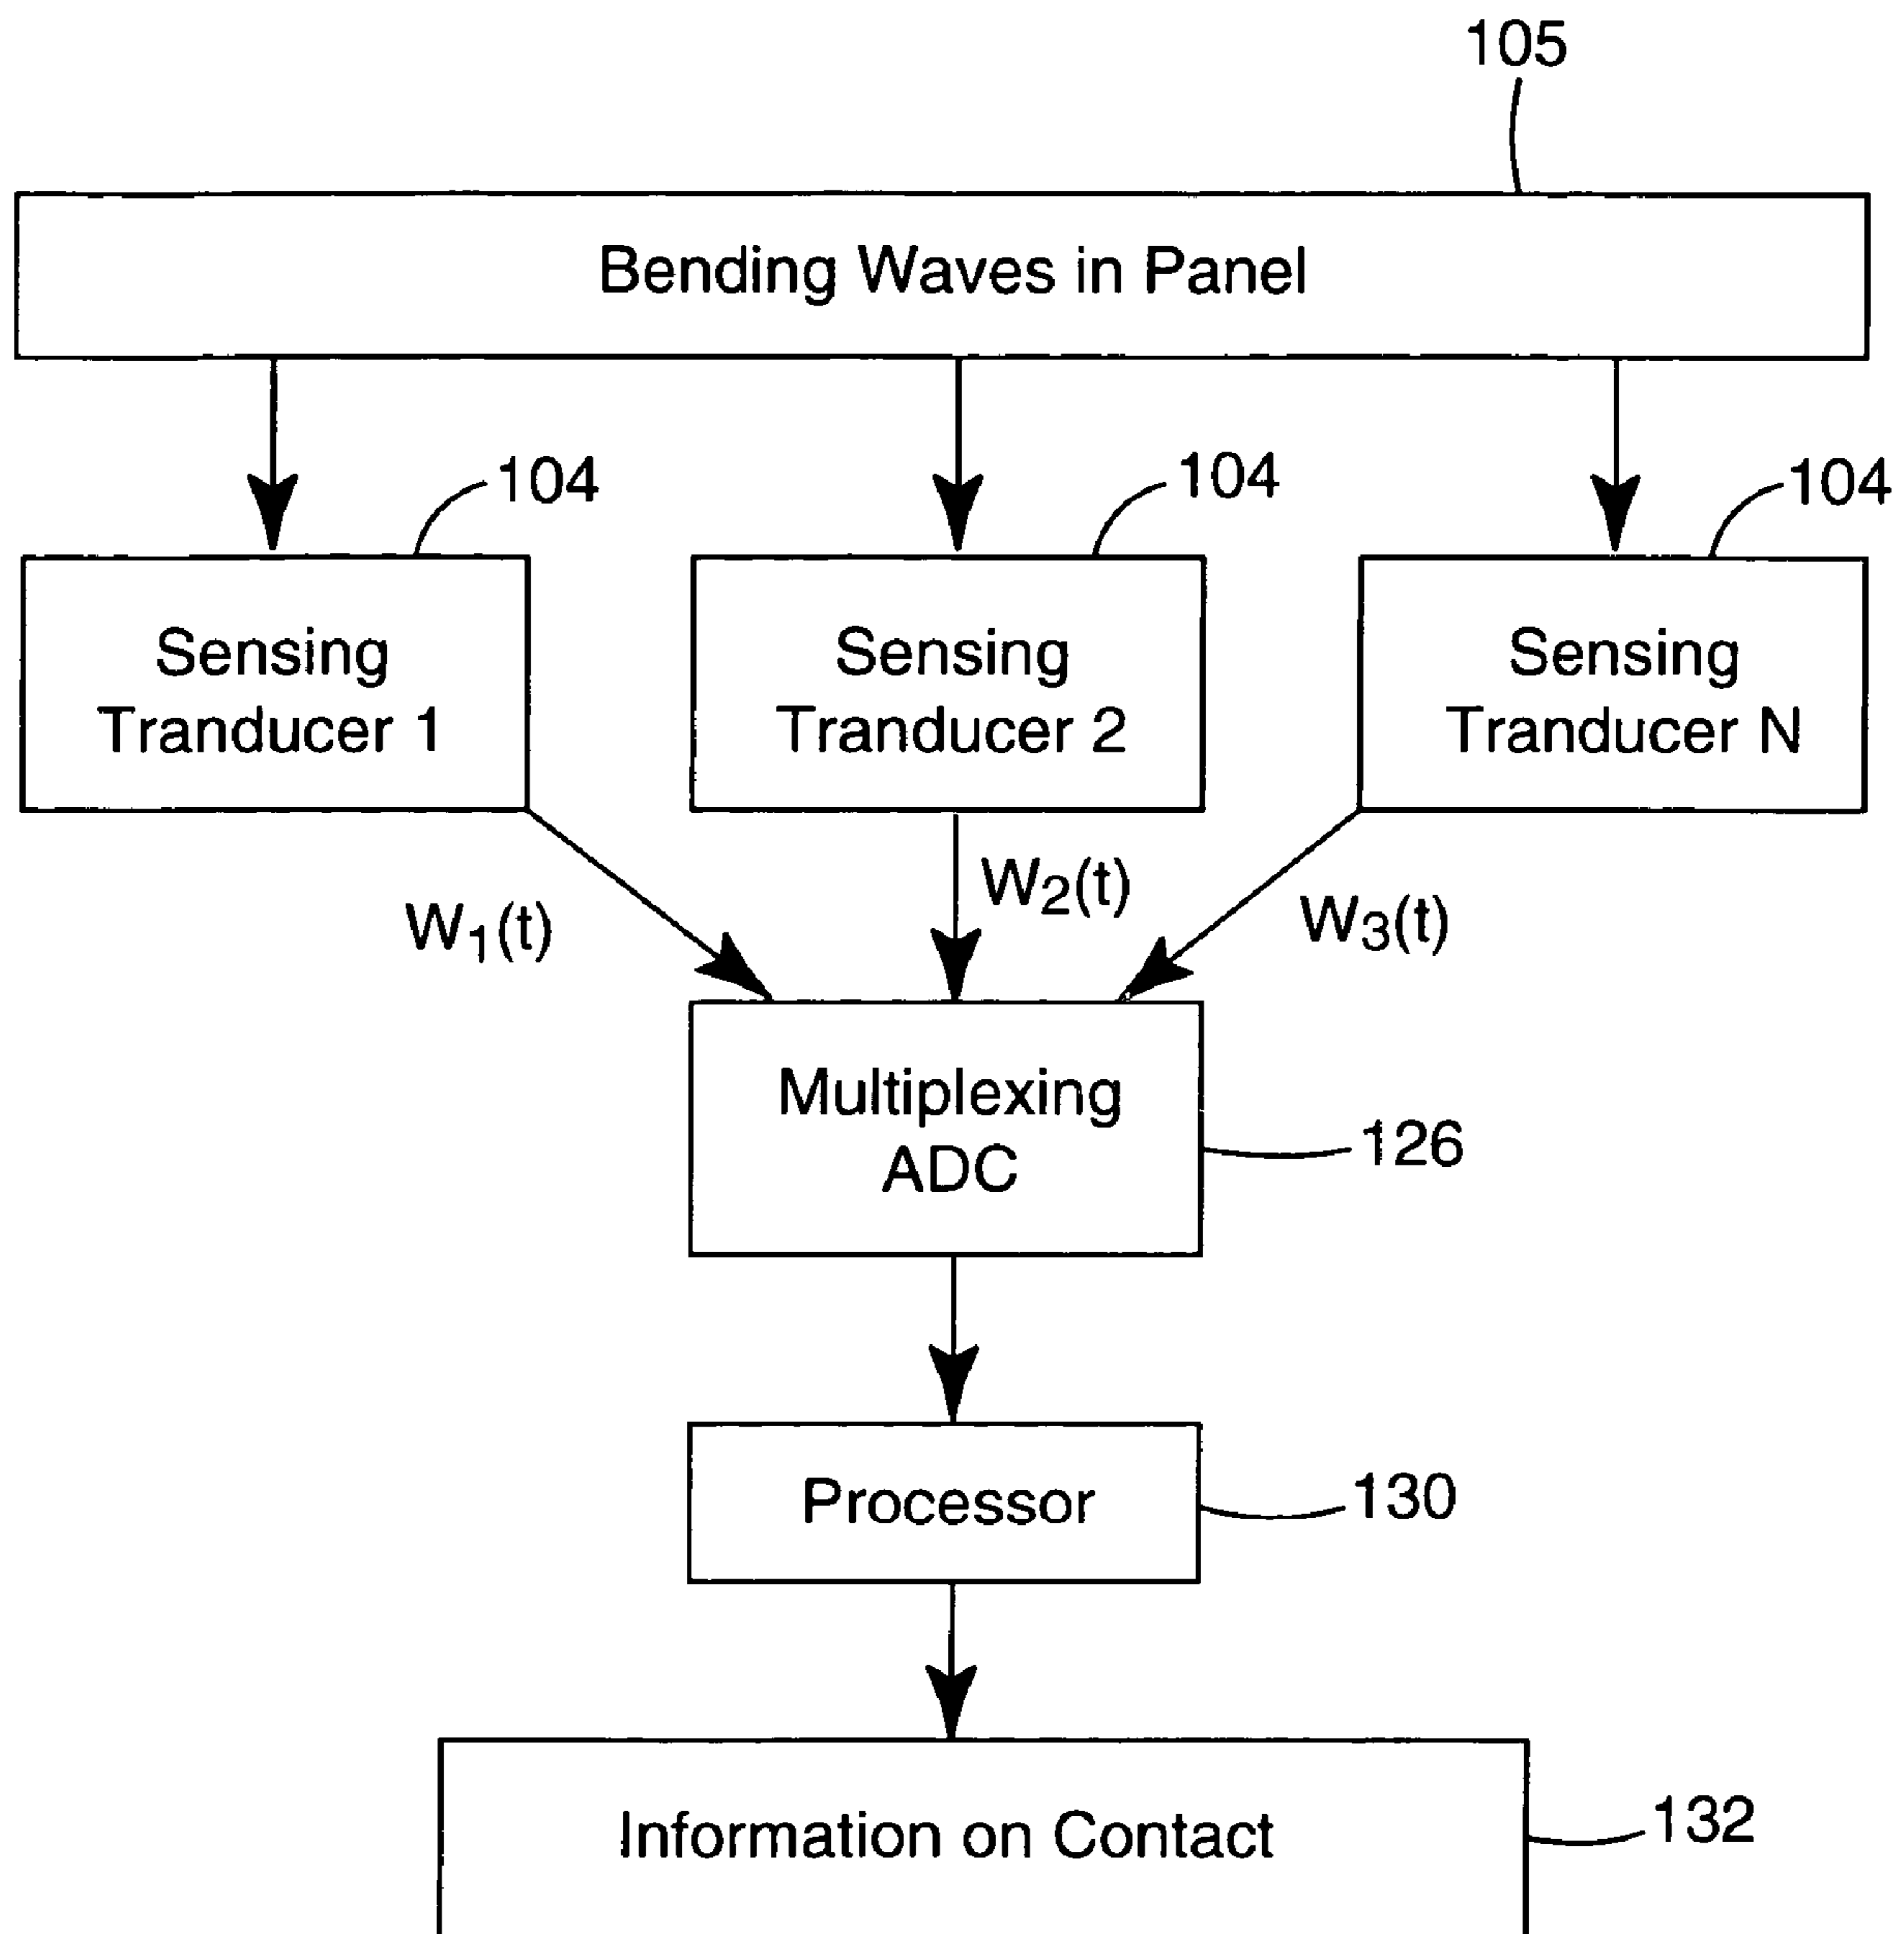 105
Bending Waves in Panel
104
104
104
Sensing
Tranducer 1
Sensing
Tranducer 2
Sensing
Tranducer N
W1(t)
W2(t)
W3(t)
Multiplexing
ADC
126
Processor
130
Information on Contact
132